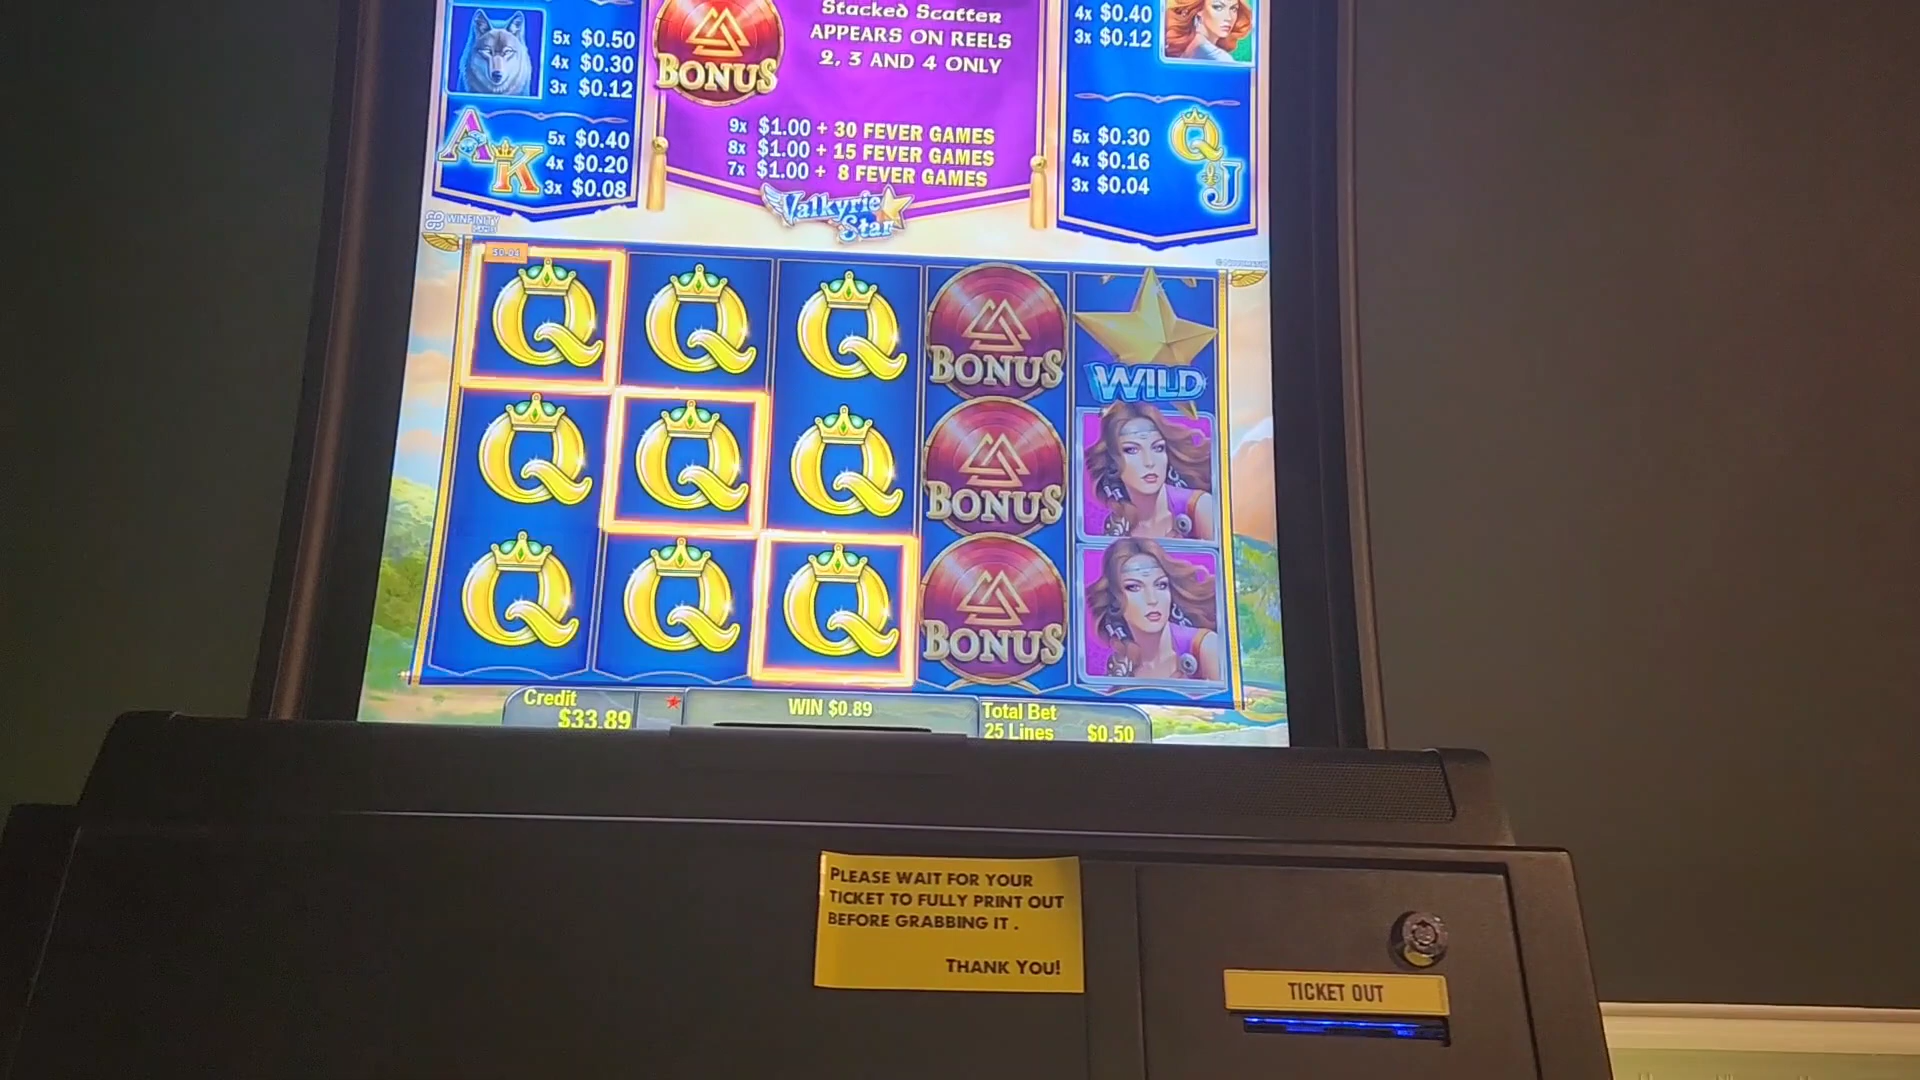 5x $0.50
4x $0.30
3x $0.12
BONUS
Stacked Scatter
APPEARS ON REELS
2, 3 AND 4 ONLY
4x $0.40
3x $0.12
AK
5x $0.40
4x $0.20
3x $0.08
9x $1.00 + 30 FEVER GAMES
8x $1.00 + 15 FEVER GAMES
7x $1.00 + 8 FEVER GAMES
5x $0.30
4x $0.16
3x $0.04
QJ
Valkyrie
Star
WINFINITY
$0.04
Q Q Q BONUS WILD
Q Q Q BONUS
Q Q Q BONUS
Credit
$33.89
WIN $0.89
Total Bet
25 Lines $0.50
PLEASE WAIT FOR YOUR
TICKET TO FULLY PRINT OUT
BEFORE GRABBING IT .
THANK YOU!
TICKET OUT